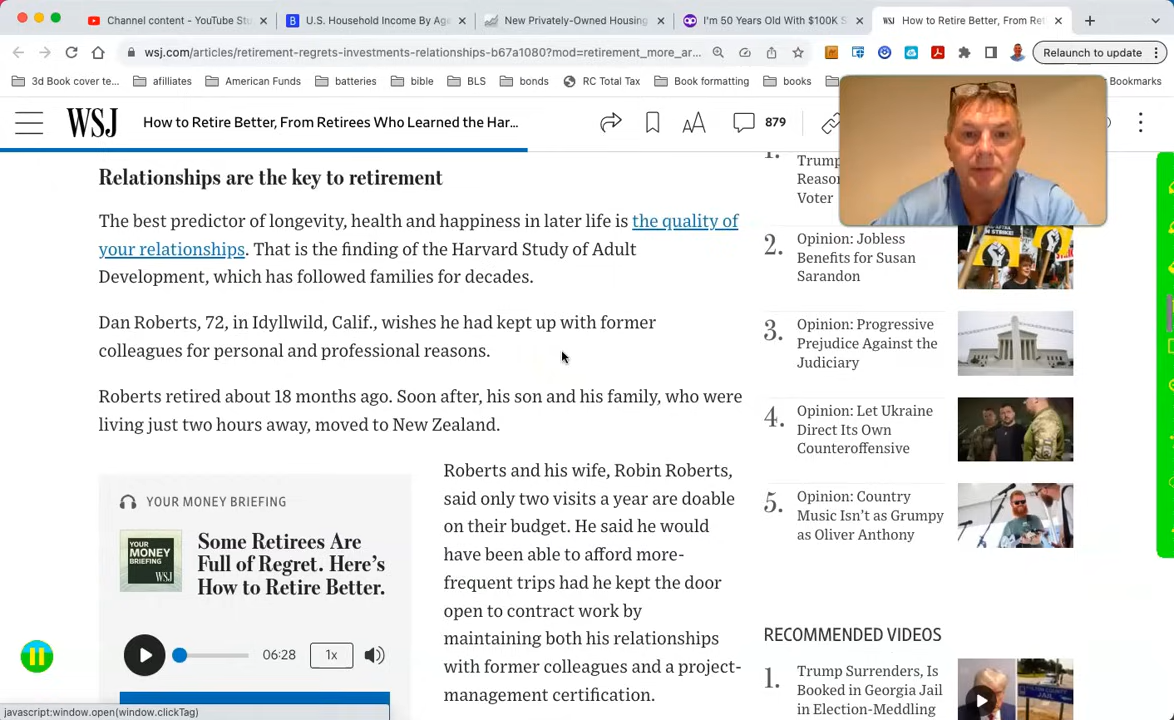 Channel content - YouTube Stu
U.S. Household Income By Age
New Privately-Owned Housing
I'm 50 Years Old With $100K S
How to Retire Better, From Ret
wsj.com/articles/retirement-regrets-investments-relationships-b67a1080?mod=retirement_more_ar...
Relaunch to update
3d Book cover te...
afilliates
American Funds
batteries
bible
BLS
bonds
RC Total Tax
Book formatting
books
Bookmarks
WSJ
How to Retire Better, From Retirees Who Learned the Har...
AA
879
Relationships are the key to retirement
The best predictor of longevity, health and happiness in later life is the quality of
your relationships. That is the finding of the Harvard Study of Adult
Development, which has followed families for decades.
Dan Roberts, 72, in Idyllwild, Calif., wishes he had kept up with former
colleagues for personal and professional reasons.
Roberts retired about 18 months ago. Soon after, his son and his family, who were
living just two hours away, moved to New Zealand.
YOUR MONEY BRIEFING
YOUR
MONEY
BRIEFING
WSJ
Some Retirees Are
Full of Regret. Here's
How to Retire Better.
06:28
1x
Roberts and his wife, Robin Roberts,
said only two visits a year are doable
on their budget. He said he would
have been able to afford more-
frequent trips had he kept the door
open to contract work by
maintaining both his relationships
with former colleagues and a project-
management certification.
1.
Trump
Reason
Voter
2.
Opinion: Jobless
Benefits for Susan
Sarandon
3.
Opinion: Progressive
Prejudice Against the
Judiciary
4.
Opinion: Let Ukraine
Direct Its Own
Counteroffensive
5.
Opinion: Country
Music Isn't as Grumpy
as Oliver Anthony
RECOMMENDED VIDEOS
1.
Trump Surrenders, Is
Booked in Georgia Jail
in Election-Meddling
javascript:window.open(window.clickTag)